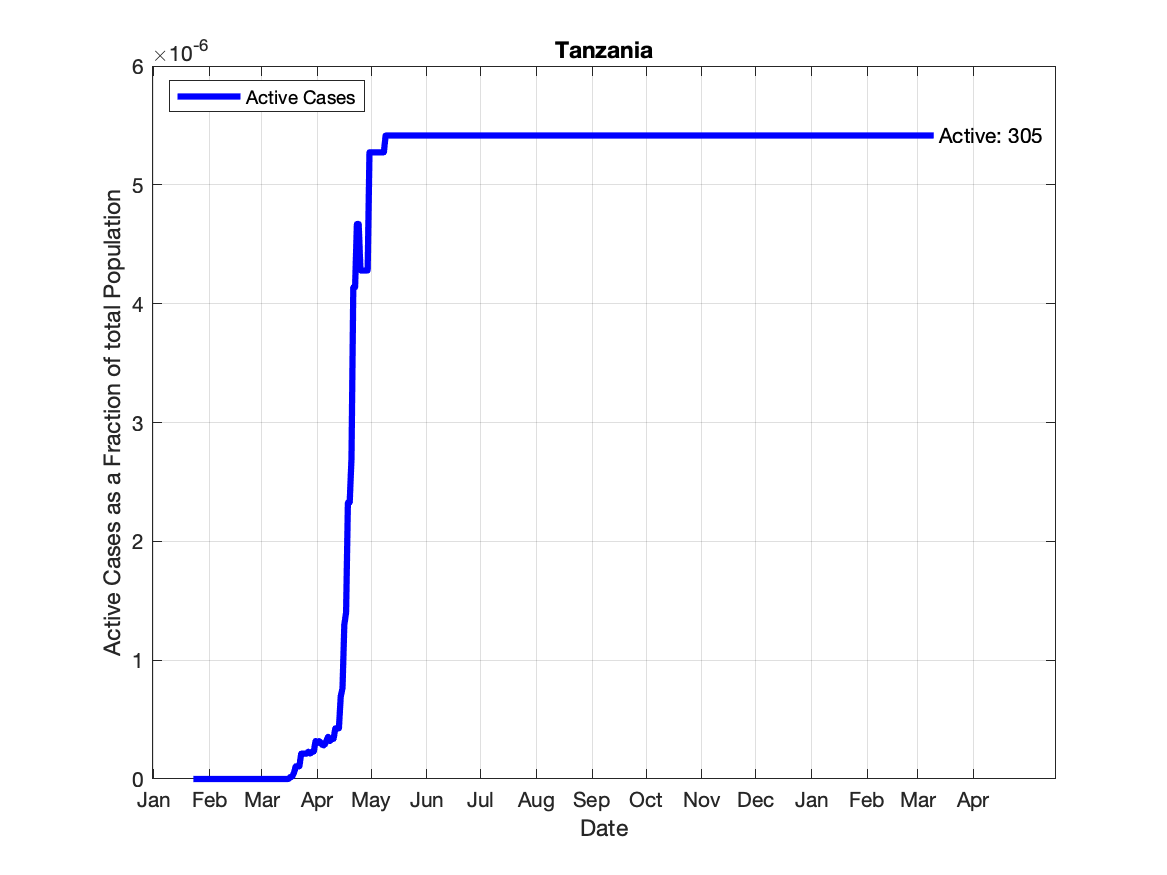 Tanzania
×10-6
Active Cases
Active: 305
6
5
4
3
2
1
0
Active Cases as a Fraction of total Population
Jan Feb Mar Apr May Jun Jul Aug Sep Oct Nov Dec Jan Feb Mar Apr
Date